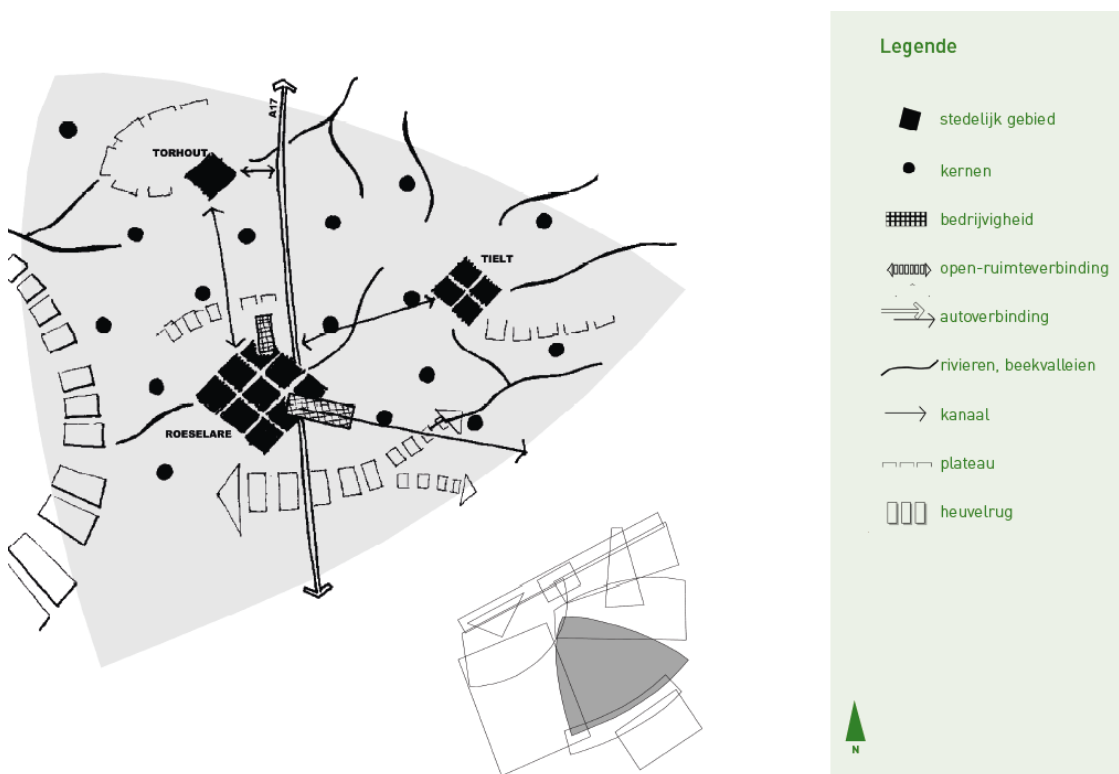 A17
TORHOUT
TIELT
ROESELARE
Legende
stedelijk gebied
kernen
bedrijvigheid
open-ruimteverbinding
autoverbinding
rivieren, beekvalleien
kanaal
plateau
heuvelrug
N